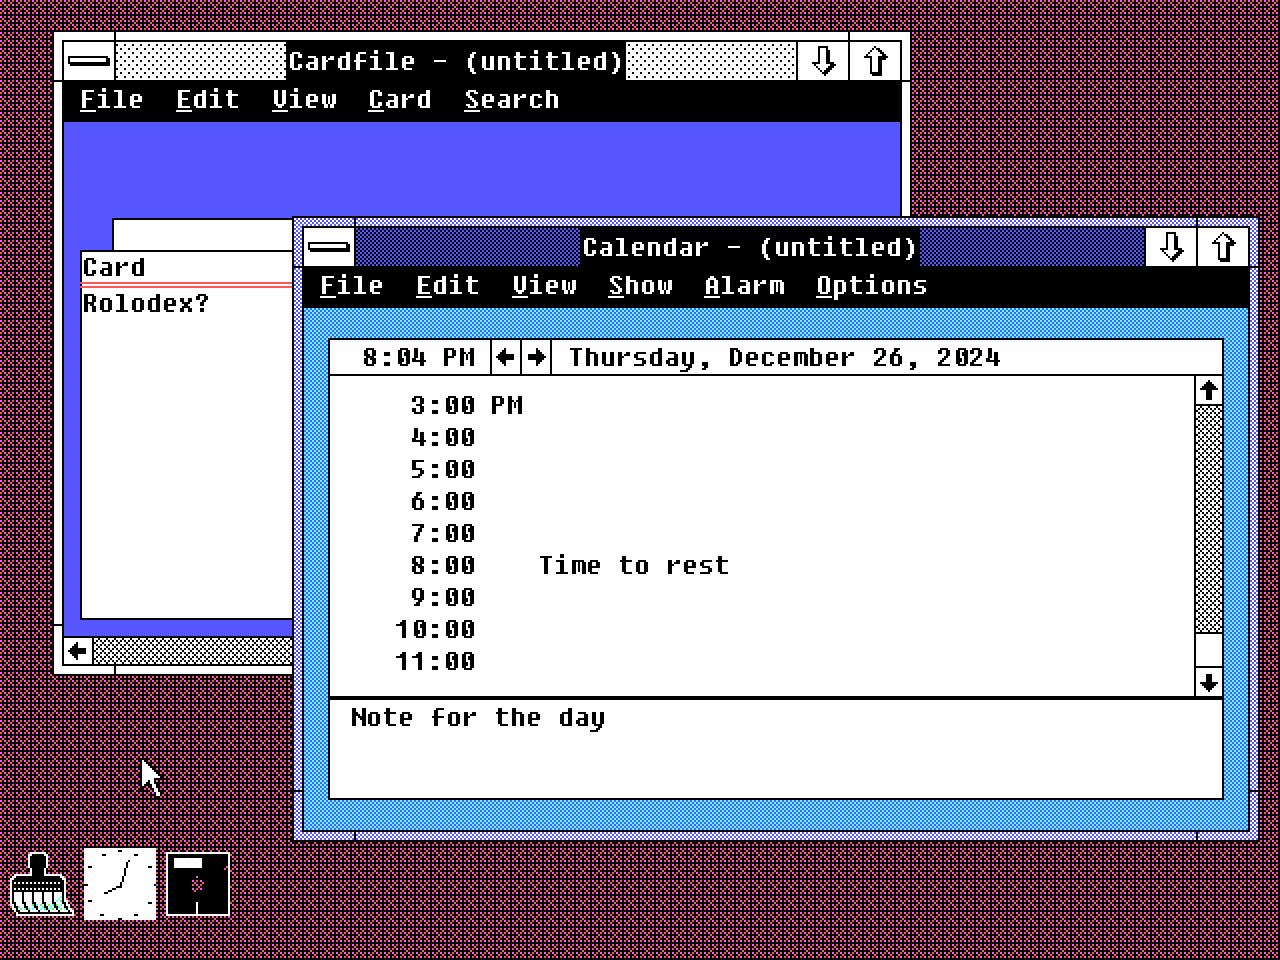 Cardfile - (untitled)
File Edit View Card Search
Card
Rolodex?
Calendar - (untitled)
File Edit View Show Alarm Options
8:04 PM Thursday, December 26, 2024
3:00 PM
4:00
5:00
6:00
7:00
8:00 Time to rest
9:00
10:00
11:00
Note for the day